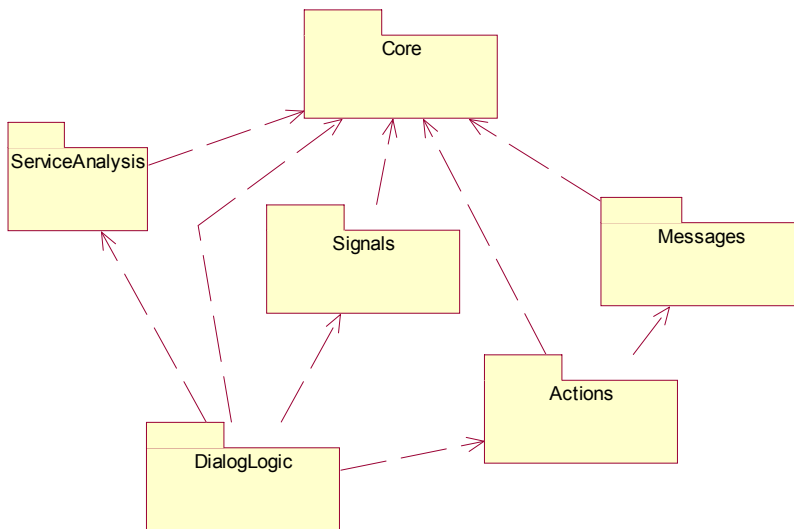 Core
ServiceAnalysis
Signals
Messages
Actions
DialogLogic